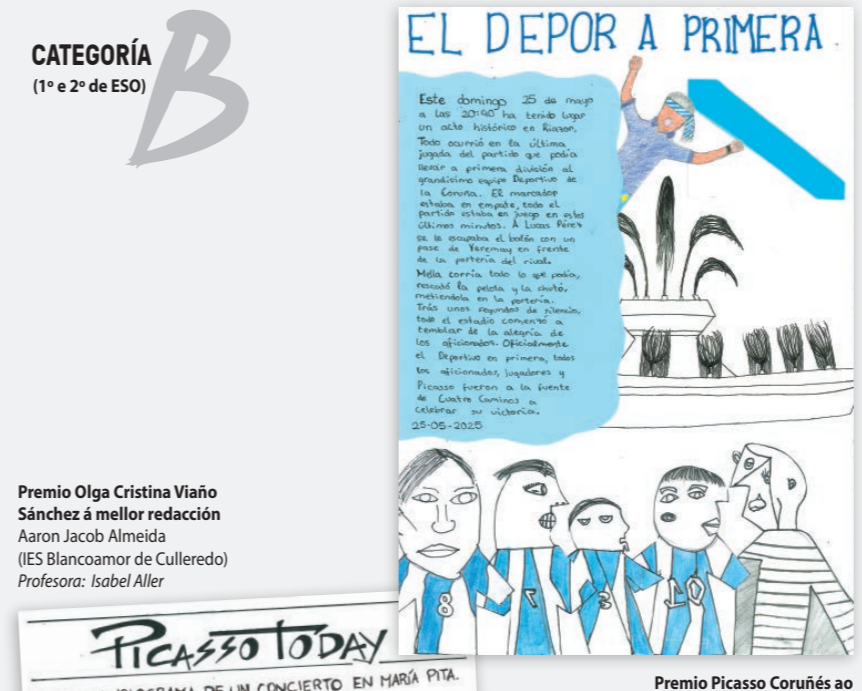 CATEGORÍA
(1º e 2º de ESO)
B
EL DEPOR A PRIMERA
Este domingo 25 de mayo
a las 20:40 ha tenido lugar
un acto histórico en Riazor.
Todo ocurrió en la última
jugada del partido que podía
llevar a primera división al
grandísimo equipo Deportivo de
la Coruña. El marcador
estaba en empate, todo el
partido estaba en juego en estos
últimos minutos. A Lucas Pérez
se le escapaba el balón con un
pase de Yeremay en frente
de la portería del rival.
Mella corría todo lo que podía,
rescató la pelota y la chutó,
metiendola en la portería.
Trás unos segundos de silencio,
todo el estadio comenzó a
temblar de la alegría de
los aficionados. Oficialmente
el Deportivo en primera, todos
los aficionados, jugadores y
Picasso fueron a la fuente
de Cuatro Caminos a
celebrar su victoria.
25-05-2025
8 7 3 10
Premio Olga Cristina Viaño
Sánchez á mellor redacción
Aaron Jacob Almeida
(IES Blancoamor de Culleredo)
Profesora: Isabel Aller
PICASSO TODAY
DE UN CONCIERTO EN MARÍA PITA.
Premio Picasso Coruñés ao